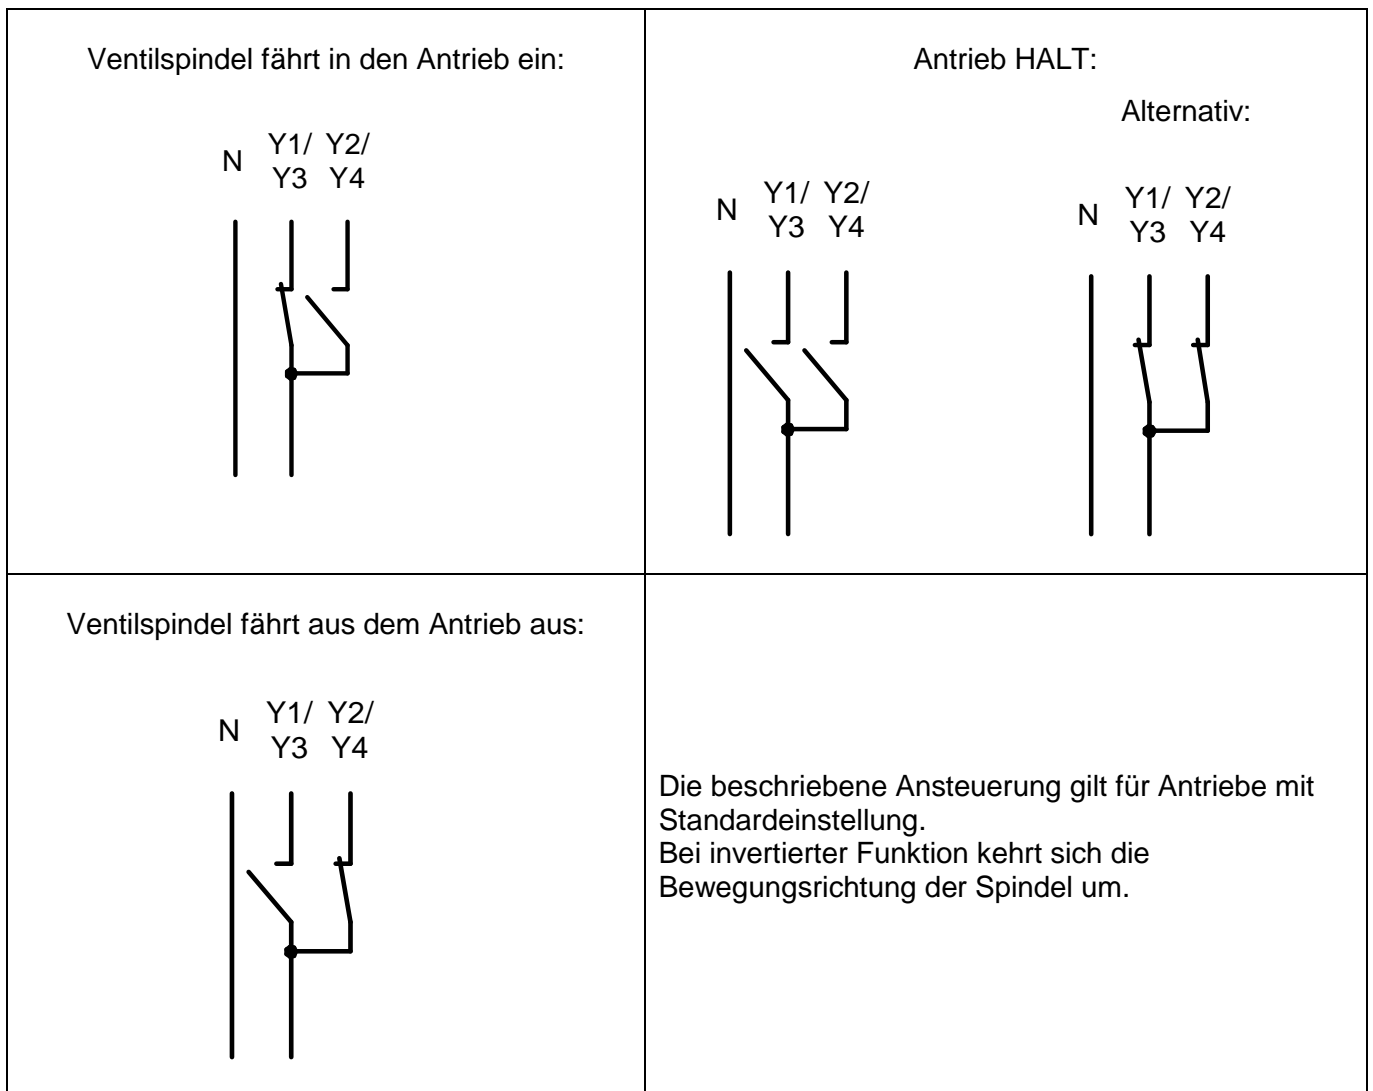 Ventilspindel fährt in den Antrieb ein:
N Y1/ Y2/
Y3 Y4
Antrieb HALT:
Alternativ:
N Y1/ Y2/
Y3 Y4
N Y1/ Y2/
Y3 Y4
Ventilspindel fährt aus dem Antrieb aus:
N Y1/ Y2/
Y3 Y4
Die beschriebene Ansteuerung gilt für Antriebe mit
Standardeinstellung.
Bei invertierter Funktion kehrt sich die
Bewegungsrichtung der Spindel um.